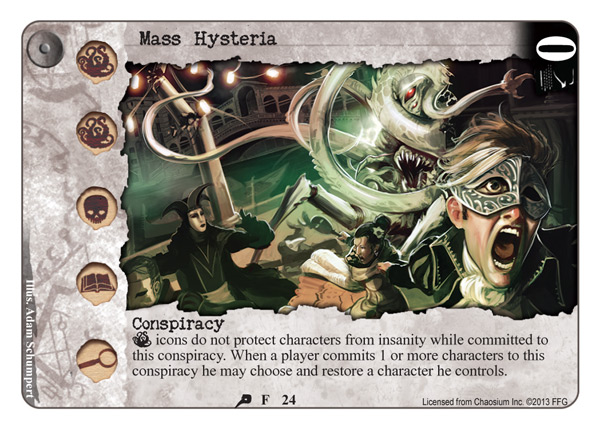 Mass Hysteria
0
Conspiracy
icons do not protect characters from insanity while committed to
this conspiracy. When a player commits 1 or more characters to this
conspiracy he may choose and restore a character he controls.
Illus. Adam Schumpert
F 24
Licensed from Chaosium Inc. ©2013 FFG